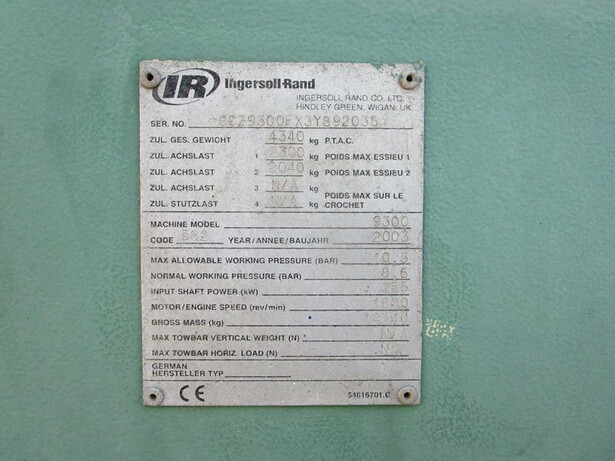 IR Ingersoll-Rand
INGERSOLL RAND CO. LTD.
HINDLEY GREEN, WIGAN, UK
SER. NO.
ZUL. GES. GEWICHT 4340 kg P.T.A.C.
ZUL. ACHSLAST 1 kg POIDS MAX ESSIEU 1
ZUL. ACHSLAST 2 kg POIDS MAX ESSIEU 2
ZUL. ACHSLAST 3 N/A kg
ZUL. STUTZLAST 4 N/A kg POIDS MAX SUR LE CROCHET
MACHINE MODEL 9300
CODE YEAR/ANNEE/BAUJAHR 2003
MAX ALLOWABLE WORKING PRESSURE (BAR) 10.3
NORMAL WORKING PRESSURE (BAR) 8.6
INPUT SHAFT POWER (kW)
MOTOR/ENGINE SPEED (rev/min)
GROSS MASS (kg)
MAX TOWBAR VERTICAL WEIGHT (N) N/A
MAX TOWBAR HORIZ. LOAD (N) N/A
GERMAN
HERSTELLER TYP
CE 54616701.C